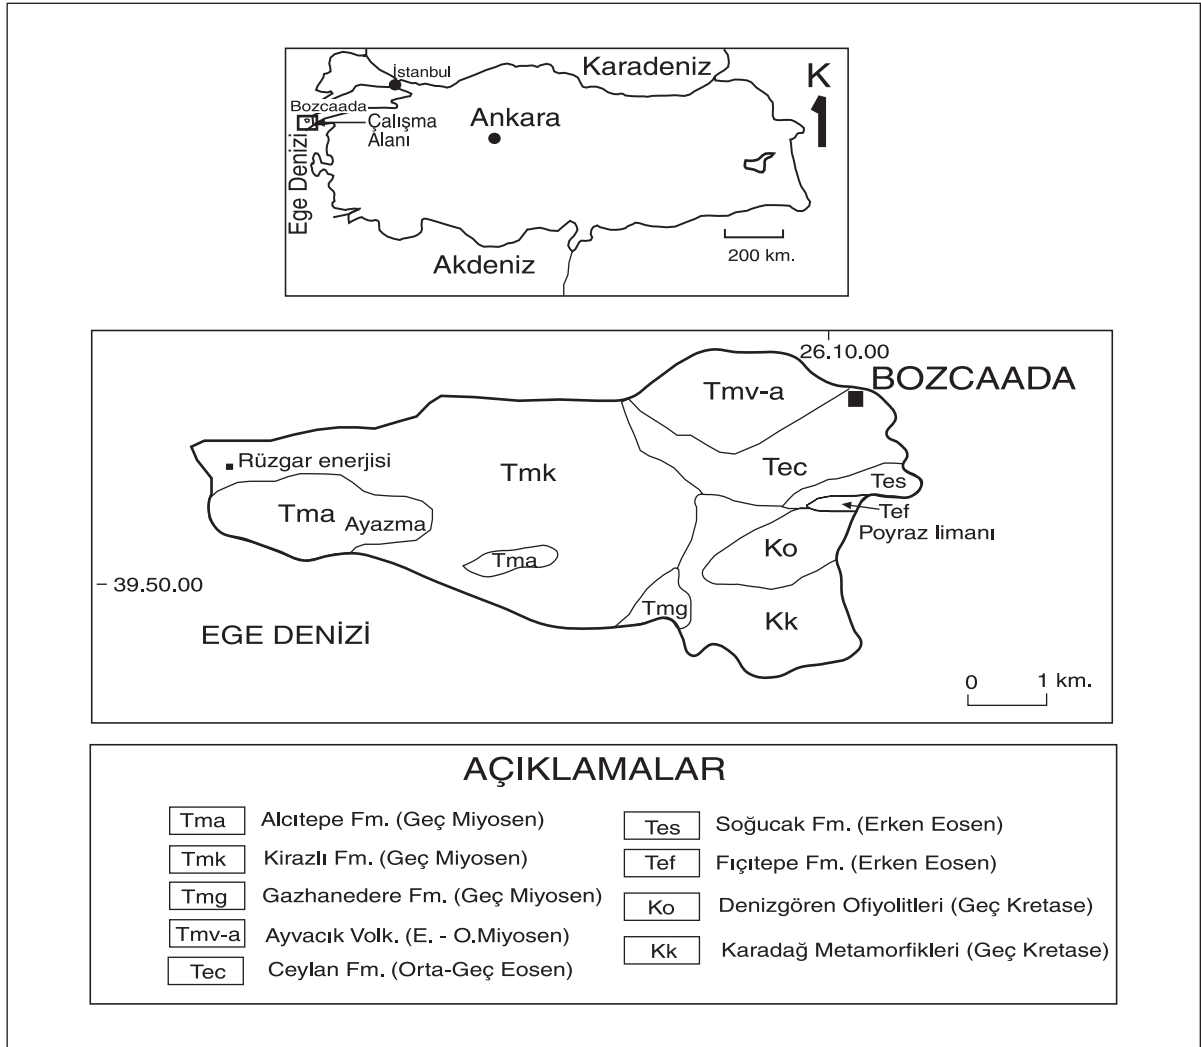 Karadeniz
K
İstanbul
Bozcaada
Çalışma
Alanı
Ankara
Ege Denizi
200 km.
Akdeniz
26.10.00
BOZCAADA
Tmv-a
Rüzgar enerjisi
Tmk
Tec
Tes
Tma
Ayazma
Tef
Poyraz limanı
Ko
Tma
39.50.00
Tmg
Kk
EGE DENİZİ
0 1 km.
AÇIKLAMALAR
Tma Alcıtepe Fm. (Geç Miyosen)
Tmk Kirazlı Fm. (Geç Miyosen)
Tmg Gazhanedere Fm. (Geç Miyosen)
Tmv-a Ayvacık Volk. (E. - O.Miyosen)
Tec Ceylan Fm. (Orta-Geç Eosen)
Tes Soğucak Fm. (Erken Eosen)
Tef Fıçıtepe Fm. (Erken Eosen)
Ko Denizgören Ofiyolitleri (Geç Kretase)
Kk Karadağ Metamorfikleri (Geç Kretase)